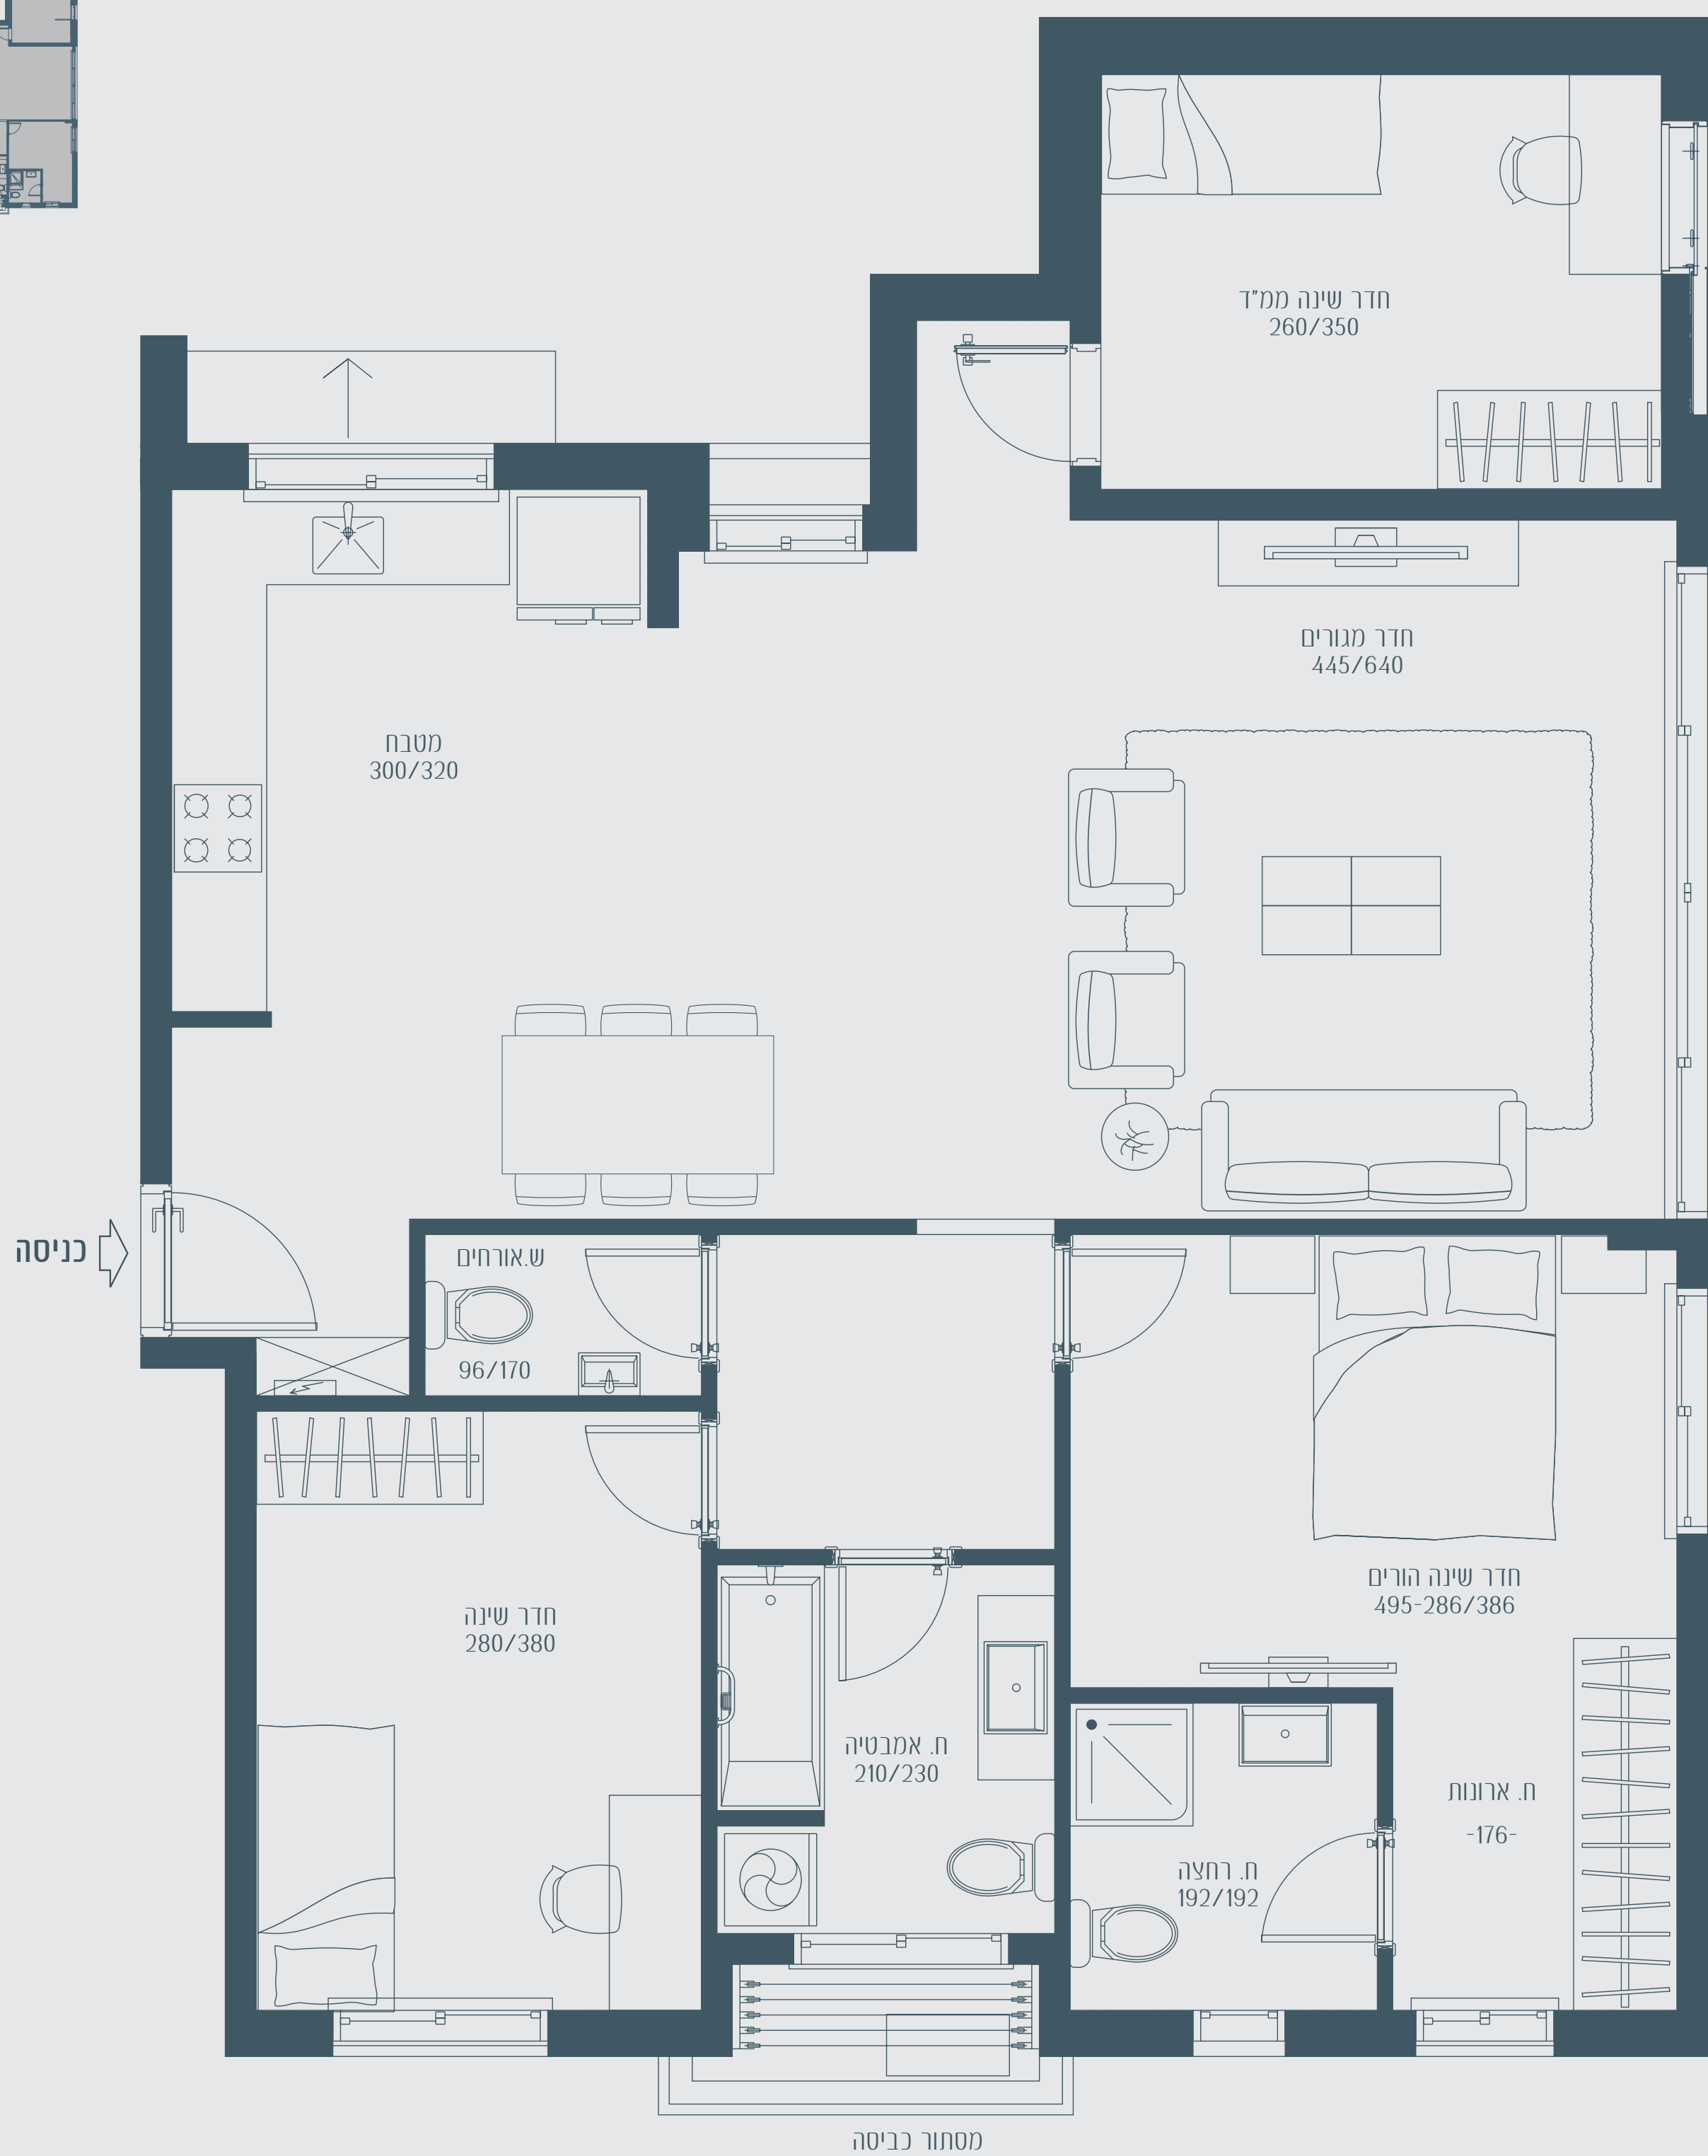 חדר שינה ממ"ד
260/350
חדר מגורים
445/640
מטבח
300/320
כניסה
ש.אורחים
96/170
חדר שינה הורים
495-286/386
חדר שינה
280/380
ח. אמבטיה
210/230
ח. ארונות
-176-
ח. רחצה
192/192
מסתור כביסה